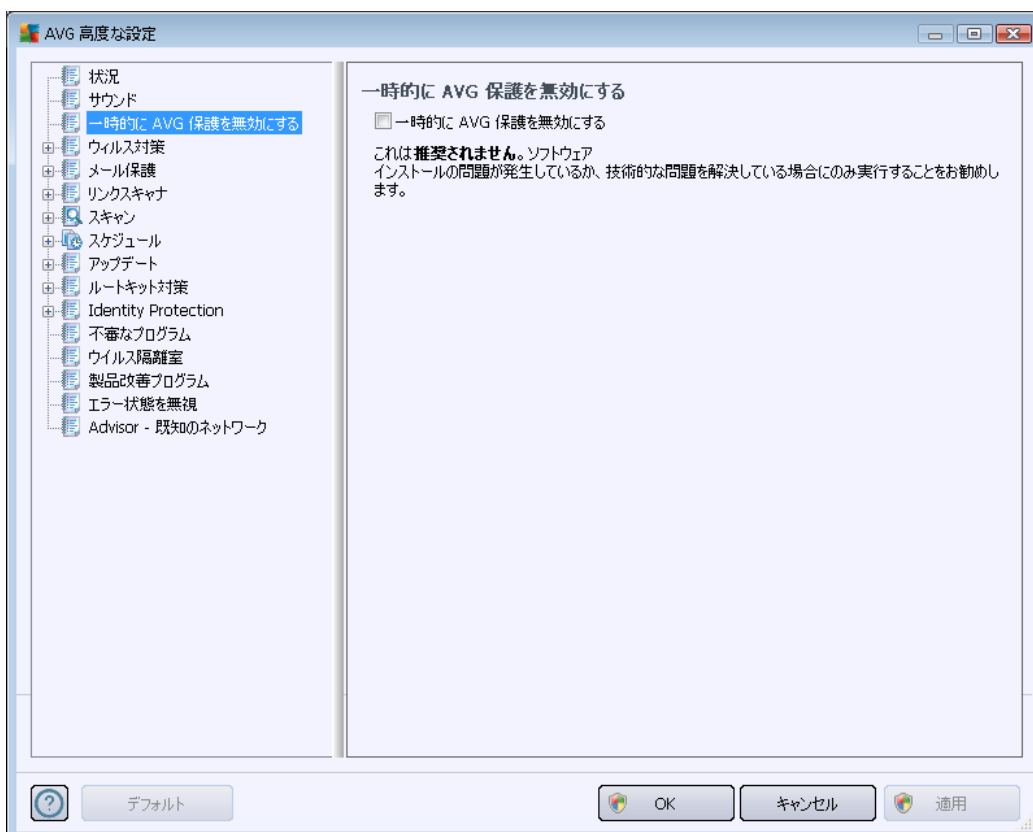 AVG 高度な設定
状況
サウンド
一時的に AVG 保護を無効にする
ウィルス対策
メール保護
リンクスキャナ
スキャン
スケジュール
アップデート
ルートキット対策
Identity Protection
不審なプログラム
ウイルス隔離室
製品改善プログラム
エラー状態を無視
Advisor - 既知のネットワーク
一時的に AVG 保護を無効にする
一時的に AVG 保護を無効にする
これは推奨されません。ソフトウェア
インストールの問題が発生しているか、技術的な問題を解決している場合にのみ実行することをお勧めし
ます。
デフォルト
OK
キャンセル
適用